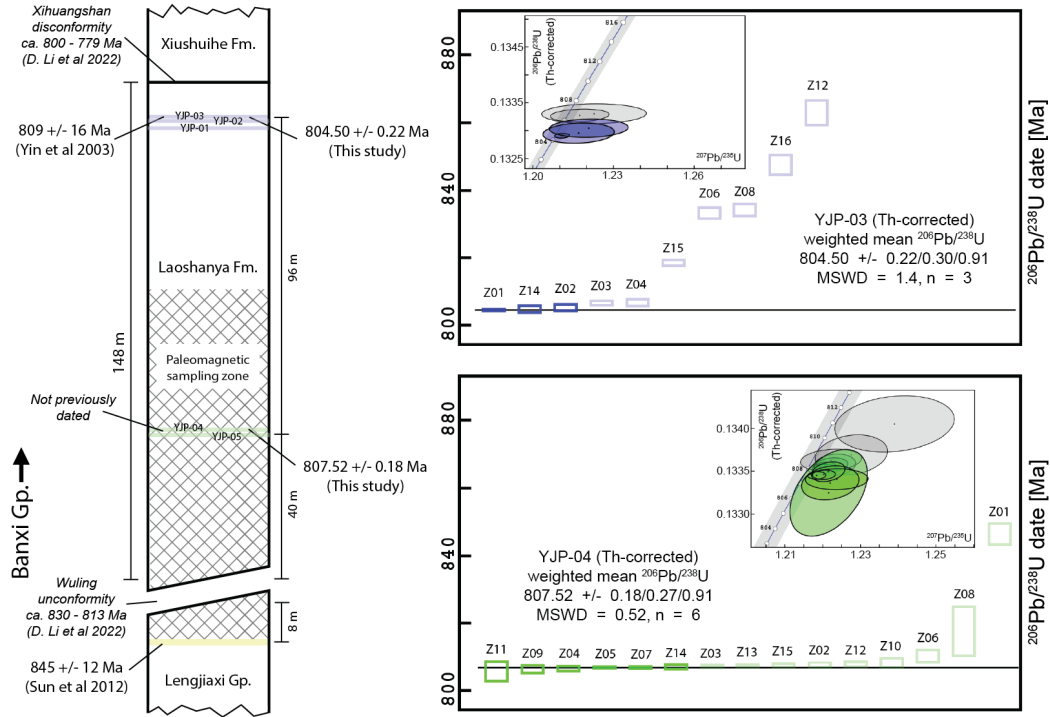 Xihuangshan
disconformity
ca. 800 - 779 Ma
(D. Li et al 2022)
Xiushuihe Fm.
YJP-03
YJP-02
YJP-01
809 +/- 16 Ma
(Yin et al 2003)
804.50 +/- 0.22 Ma
(This study)
Laoshanya Fm.
96 m
148 m
Paleomagnetic
sampling zone
Not previously
dated
YJP-04
YJP-05
807.52 +/- 0.18 Ma
(This study)
40 m
Banxi Gp.
Wuling
unconformity
ca. 830 - 813 Ma
(D. Li et al 2022)
8 m
845 +/- 12 Ma
(Sun et al 2012)
Lengjiaxi Gp.
880
840
800
206Pb/238U date [Ma]
0.1345
0.1335
0.1325
206Pb/238U
(Th-corrected)
816
812
808
804
207Pb/235U
1.20
1.23
1.26
Z12
Z16
Z06
Z08
Z15
Z01
Z14
Z02
Z03
Z04
YJP-03 (Th-corrected)
weighted mean 206Pb/238U
804.50 +/- 0.22/0.30/0.91
MSWD = 1.4, n = 3
880
840
800
206Pb/238U date [Ma]
0.1340
0.1335
0.1330
206Pb/238U
(Th-corrected)
812
810
808
806
804
207Pb/235U
1.21
1.23
1.25
Z01
YJP-04 (Th-corrected)
weighted mean 206Pb/238U
807.52 +/- 0.18/0.27/0.91
MSWD = 0.52, n = 6
Z08
Z11
Z09
Z04
Z05
Z07
Z14
Z03
Z13
Z15
Z02
Z12
Z10
Z06